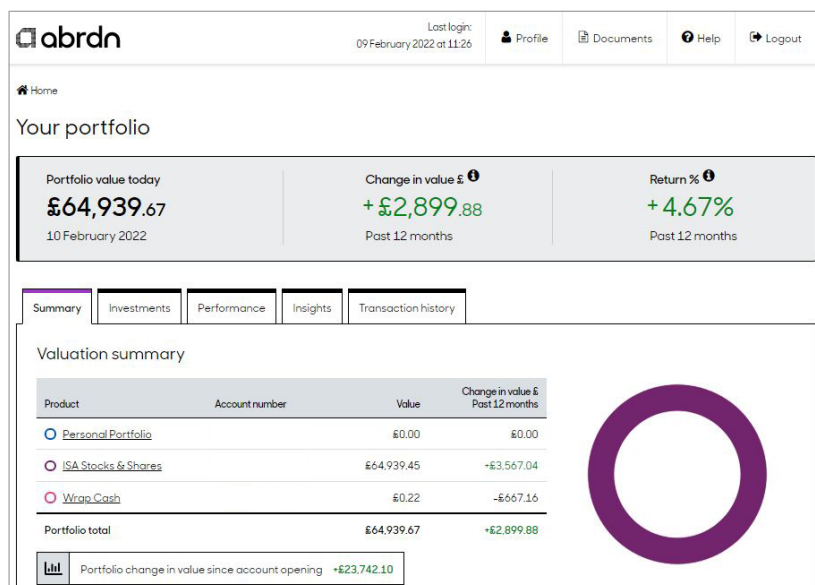 abrdn
Last login:
09 February 2022 at 11:26
Profile
Documents
Help
Logout
Home
Your portfolio
Portfolio value today
£64,939.67
10 February 2022
Change in value £
+£2,899.88
Past 12 months
Return %
+4.67%
Past 12 months
Summary
Investments
Performance
Insights
Transaction history
Valuation summary
Product Account number Value Change in value £ Past 12 months
Personal Portfolio £0.00 £0.00
ISA Stocks & Shares £64,939.45 +£3,567.04
Wrap Cash £0.22 -£667.16
Portfolio total £64,939.67 +£2,899.88
Portfolio change in value since account opening +£23,742.10